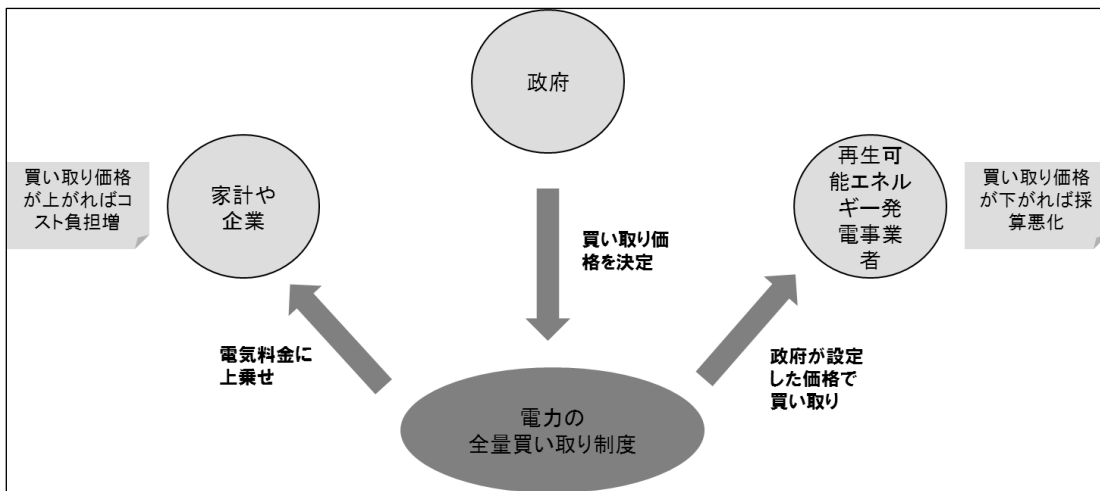 政府
買い取り価格
が上がればコ
スト負担増
家計や
企業
再生可
能エネル
ギー発
電事業
者
買い取り価格
が下がれば採
算悪化
買い取り価
格を決定
電気料金に
上乗せ
政府が設定
した価格で
買い取り
電力の
全量買い取り制度